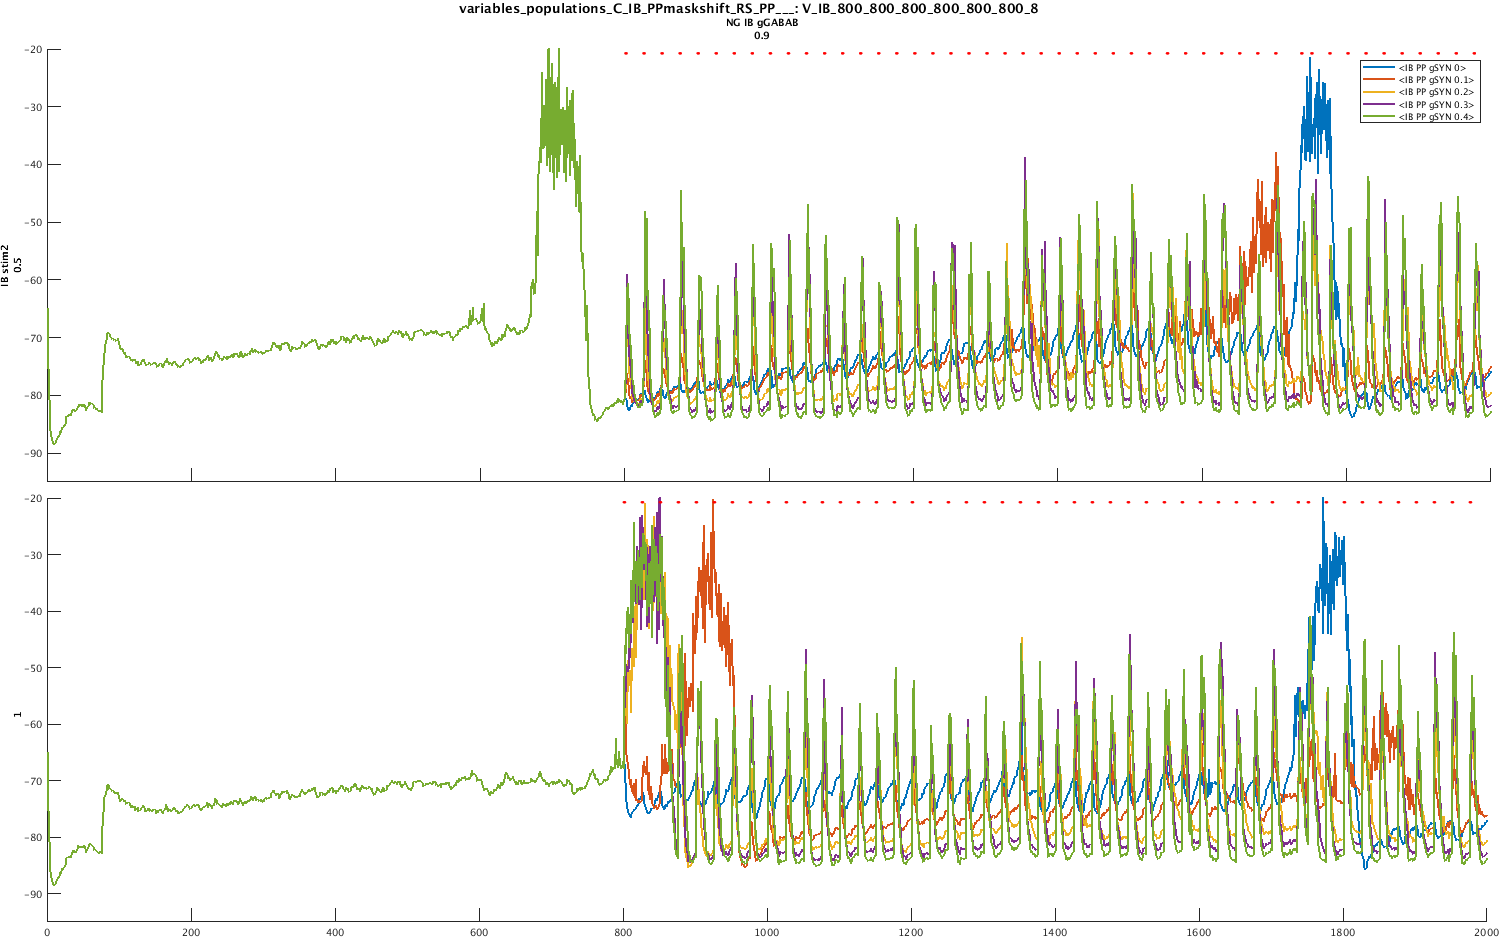 variables_populations_C_IB_PPmaskshift_RS_PP___: V_IB_800_800_800_800_800_800_8
NG IB gGABAB
0.9
IB stim2
0.5
-20
-30
-40
-50
-60
-70
-80
-90
<IB PP gSYN 0>
<IB PP gSYN 0.1>
<IB PP gSYN 0.2>
<IB PP gSYN 0.3>
<IB PP gSYN 0.4>
1
-20
-30
-40
-50
-60
-70
-80
-90
0 200 400 600 800 1000 1200 1400 1600 1800 2000